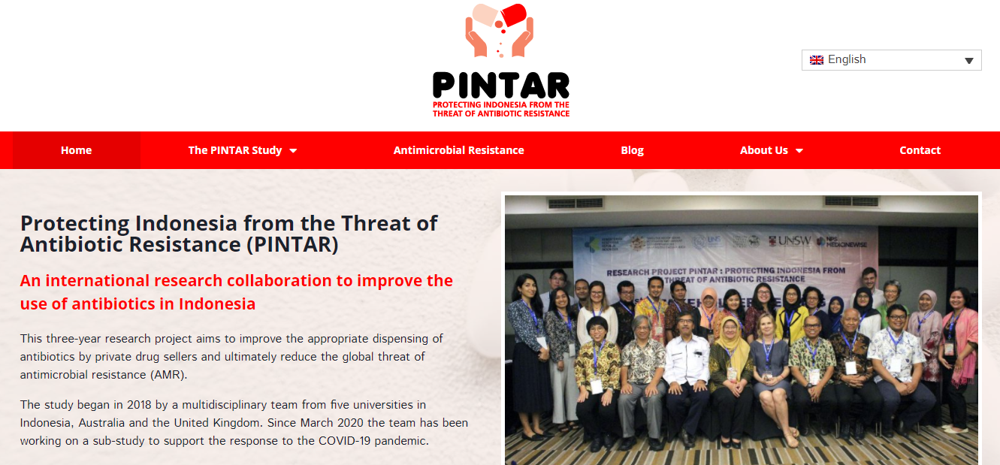 PINTAR
PROTECTING INDONESIA FROM THE
THREAT OF ANTIBIOTIC RESISTANCE
English
Home
The PINTAR Study
Antimicrobial Resistance
Blog
About Us
Contact
Protecting Indonesia from the Threat of
Antibiotic Resistance (PINTAR)
An international research collaboration to improve the
use of antibiotics in Indonesia
This three-year research project aims to improve the appropriate dispensing of
antibiotics by private drug sellers and ultimately reduce the global threat of
antimicrobial resistance (AMR).
The study began in 2018 by a multidisciplinary team from five universities in
Indonesia, Australia and the United Kingdom. Since March 2020 the team has been
working on a sub-study to support the response to the COVID-19 pandemic.
UNS
UNSW
NPS
MEDICINEWISE
RESEARCH PROJECT PINTAR : PROTECTING INDONESIA FROM
THREAT OF ANTIBIOTIC RESISTANCE